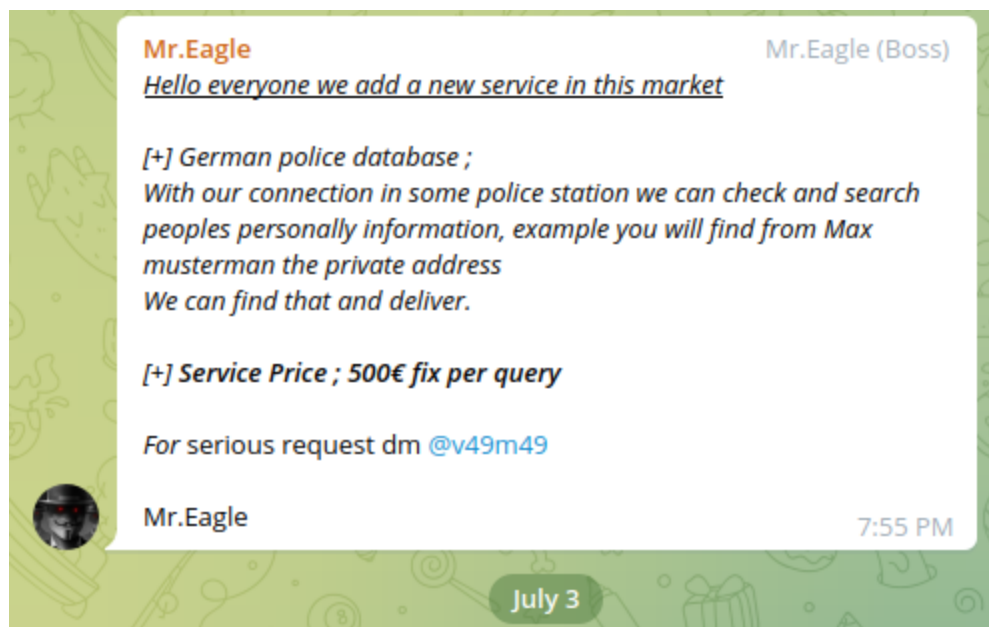 Mr.Eagle Mr.Eagle (Boss)
Hello everyone we add a new service in this market
[+] German police database ;
With our connection in some police station we can check and search
peoples personally information, example you will find from Max
musterman the private address
We can find that and deliver.
[+] Service Price ; 500€ fix per query
For serious request dm @v49m49
Mr.Eagle
7:55 PM
July 3